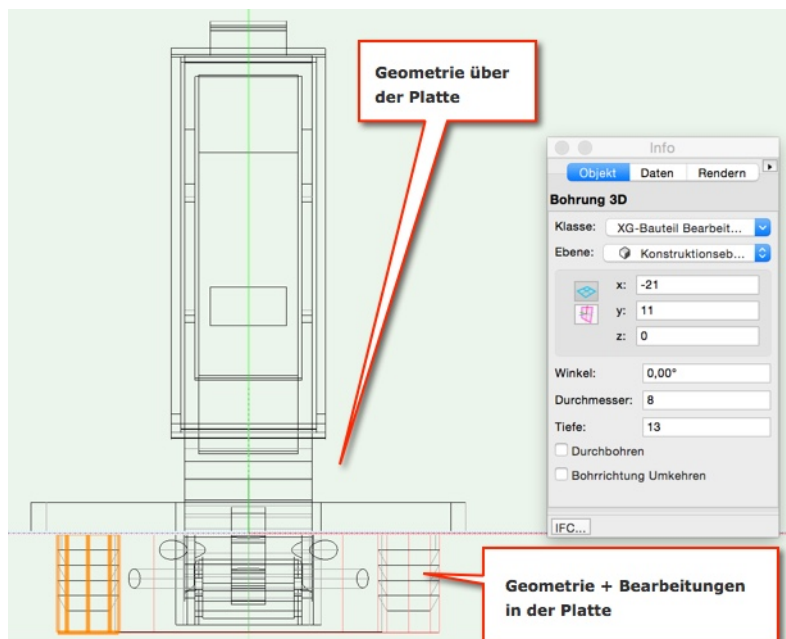 Geometrie über
der Platte
Info
Objekt Daten Rendern
Bohrung 3D
Klasse: XG-Bauteil Bearbeit...
Ebene: Konstruktionseb...
x: -21
y: 11
z: 0
Winkel: 0,00°
Durchmesser: 8
Tiefe: 13
Durchbohren
Bohrrichtung Umkehren
IFC...
Geometrie + Bearbeitungen
in der Platte